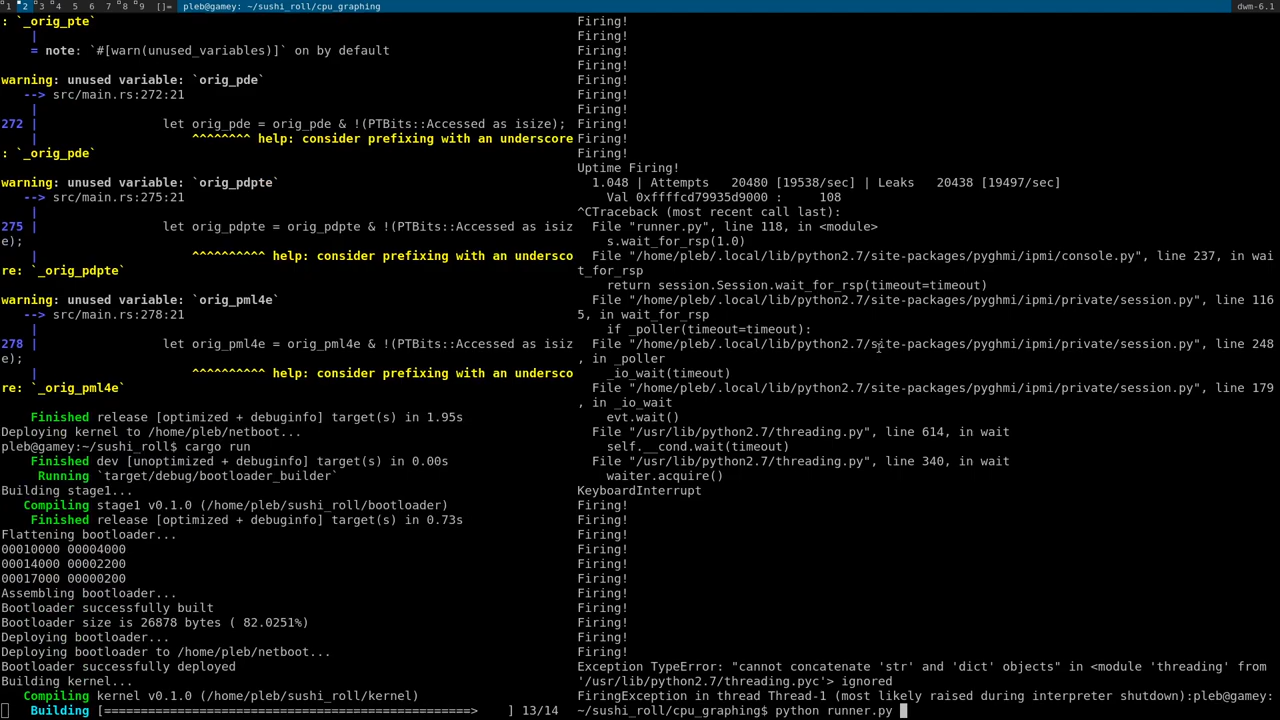 1 2 3 4 5 6 7 8 9 []= pleb@gamey: ~/sushi_roll/cpu_graphing dwm-6.1
: `_orig_pte`
|
= note: `#[warn(unused_variables)]` on by default
warning: unused variable: `orig_pde`
--> src/main.rs:272:21
|
272 | let orig_pde = orig_pde & !(PTBits::Accessed as isize);
| ^^^^^^^^ help: consider prefixing with an underscore
: `_orig_pde`
warning: unused variable: `orig_pdpte`
--> src/main.rs:275:21
|
275 | let orig_pdpte = orig_pdpte & !(PTBits::Accessed as isiz
e);
| ^^^^^^^^^^ help: consider prefixing with an undersco
re: `_orig_pdpte`
warning: unused variable: `orig_pml4e`
--> src/main.rs:278:21
|
278 | let orig_pml4e = orig_pml4e & !(PTBits::Accessed as isiz
e);
| ^^^^^^^^^^ help: consider prefixing with an undersco
re: `_orig_pml4e`
Finished release [optimized + debuginfo] target(s) in 1.95s
Deploying kernel to /home/pleb/netboot...
pleb@gamey:~/sushi_roll$ cargo run
Finished dev [unoptimized + debuginfo] target(s) in 0.00s
Running `target/debug/bootloader_builder`
Building stage1...
Compiling stage1 v0.1.0 (/home/pleb/sushi_roll/bootloader)
Finished release [optimized + debuginfo] target(s) in 0.73s
Flattening bootloader...
00010000 00004000
00014000 00002200
00017000 00000200
Assembling bootloader...
Bootloader successfully built
Bootloader size is 26878 bytes ( 82.0251%)
Deploying bootloader...
Deploying bootloader to /home/pleb/netboot...
Bootloader successfully deployed
Building kernel...
Compiling kernel v0.1.0 (/home/pleb/sushi_roll/kernel)
Building [==================================================> ] 13/14
Firing!
Firing!
Firing!
Firing!
Firing!
Firing!
Firing!
Firing!
Firing!
Firing!
Uptime Firing!
1.048 | Attempts 20480 [19538/sec] | Leaks 20438 [19497/sec]
Val 0xffffcd79935d9000 : 108
^CTraceback (most recent call last):
File "runner.py", line 118, in <module>
s.wait_for_rsp(1.0)
File "/home/pleb/.local/lib/python2.7/site-packages/pyghmi/ipmi/console.py", line 237, in wai
t_for_rsp
return session.Session.wait_for_rsp(timeout=timeout)
File "/home/pleb/.local/lib/python2.7/site-packages/pyghmi/ipmi/private/session.py", line 116
5, in wait_for_rsp
if _poller(timeout=timeout):
File "/home/pleb/.local/lib/python2.7/site-packages/pyghmi/ipmi/private/session.py", line 248
, in _poller
_io_wait(timeout)
File "/home/pleb/.local/lib/python2.7/site-packages/pyghmi/ipmi/private/session.py", line 179
, in _io_wait
evt.wait()
File "/usr/lib/python2.7/threading.py", line 614, in wait
self.__cond.wait(timeout)
File "/usr/lib/python2.7/threading.py", line 340, in wait
waiter.acquire()
KeyboardInterrupt
Firing!
Firing!
Firing!
Firing!
Firing!
Firing!
Firing!
Firing!
Firing!
Firing!
Firing!
Exception TypeError: "cannot concatenate 'str' and 'dict' objects" in <module 'threading' from
'/usr/lib/python2.7/threading.pyc'> ignored
FiringException in thread Thread-1 (most likely raised during interpreter shutdown):pleb@gamey:
~/sushi_roll/cpu_graphing$ python runner.py